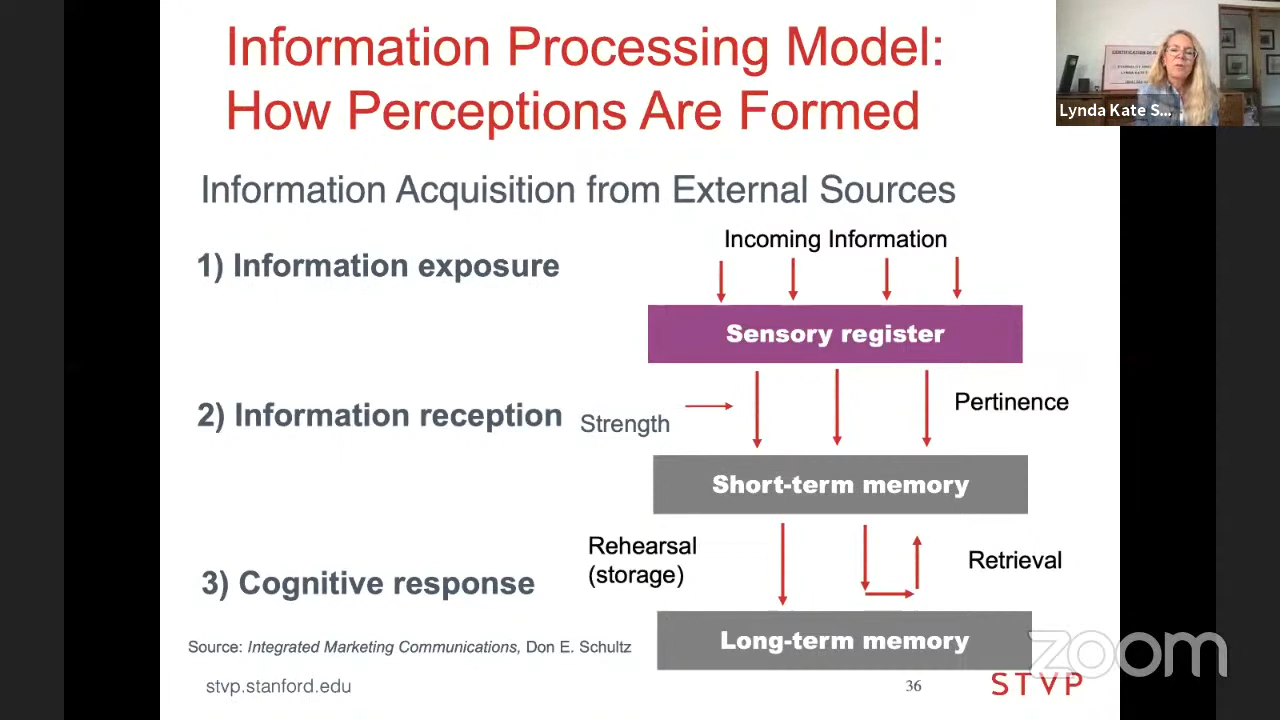 Information Processing Model:
How Perceptions Are Formed
Lynda Kate S...
Information Acquisition from External Sources
Incoming Information
1) Information exposure
Sensory register
2) Information reception
Strength
Pertinence
Short-term memory
Rehearsal
(storage)
Retrieval
3) Cognitive response
Long-term memory
Source: Integrated Marketing Communications, Don E. Schultz
stvp.stanford.edu
36
STVP
zoom